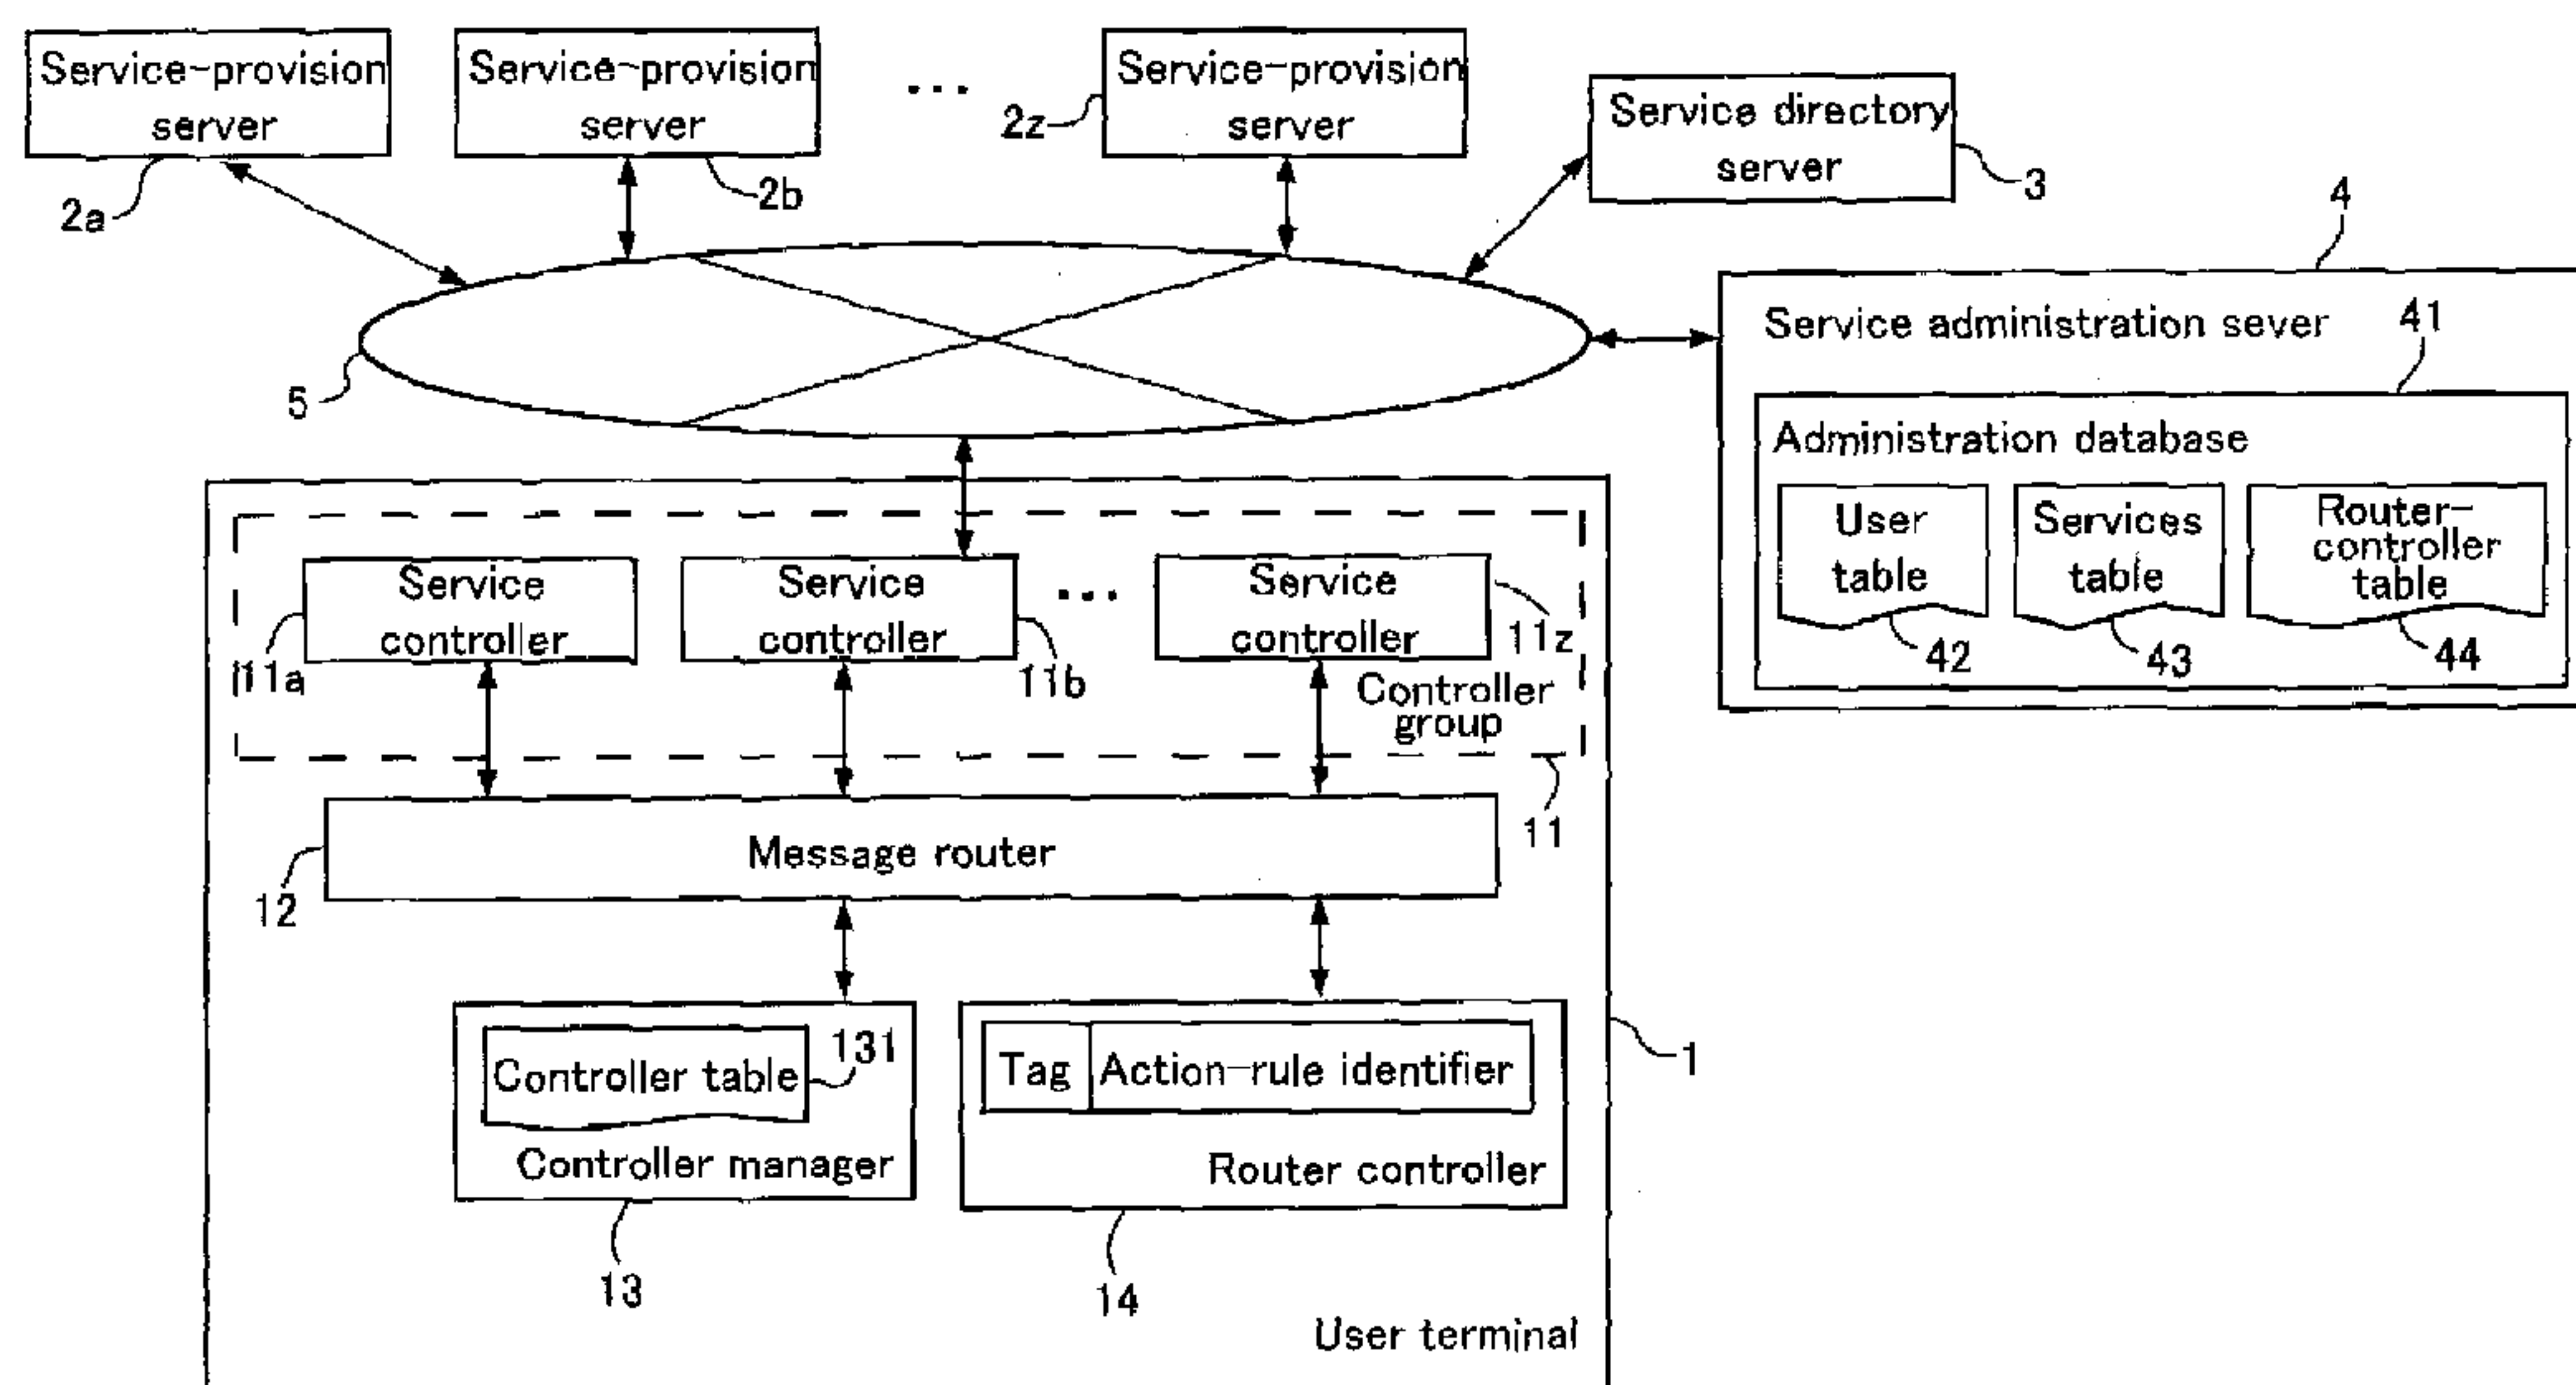 Service-provision
server
2a
Service-provision
server
2b
...
2z
Service-provision
server
Service directory
server
3
4
5
Service administration sever
41
Administration database
User
table
42
Services
table
43
Router-
controller
table
44
Service
controller
11a
Service
controller
11b
...
Service
controller
11z
Controller
group
11
Message router
12
Controller table
131
Controller manager
13
Tag
Action-rule identifier
Router controller
14
1
User terminal